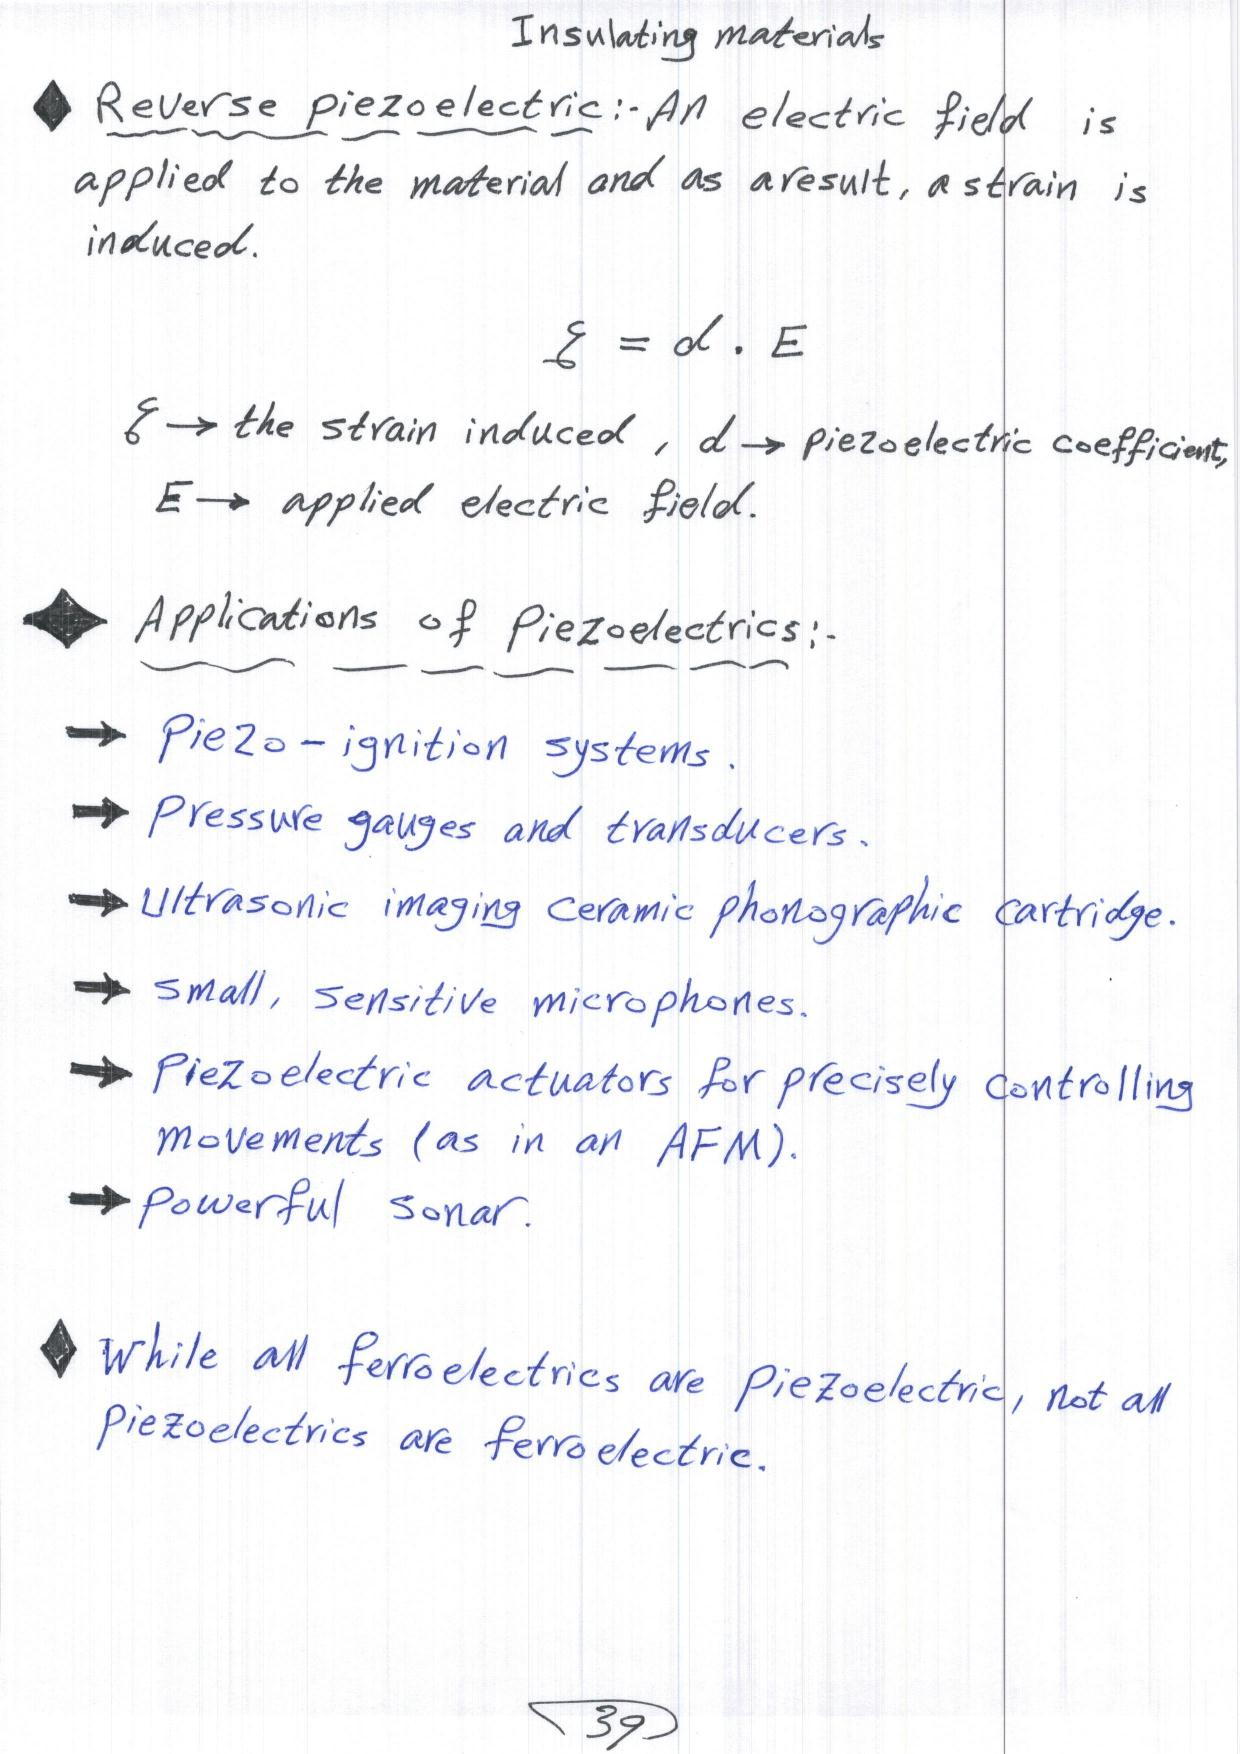 Insulating materials
Reverse piezoelectric:- An electric field is
applied to the material and as aresult, a strain is
induced.
ξ = d . E
ξ → the strain induced, d → piezoelectric coefficient,
E → applied electric field.
Applications of Piezoelectrics:-
→ Piezo-ignition systems.
→ Pressure gauges and transducers.
→ Ultrasonic imaging ceramic phonographic cartridge.
→ small, sensitive microphones.
→ Piezoelectric actuators for precisely controlling
movements (as in an AFM).
→ powerful sonar.
While all ferroelectrics are piezoelectric, not all
piezoelectrics are ferroelectric.
39